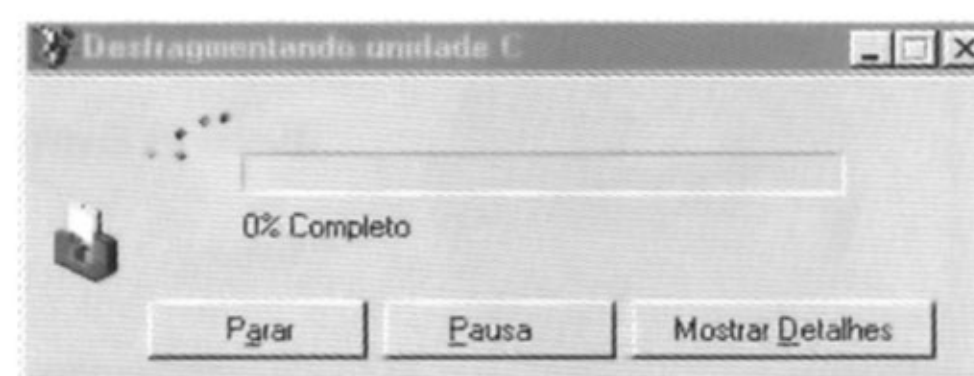 Desfragmentando unidade C
0% Completo
Parar
Pausa
Mostrar Detalhes